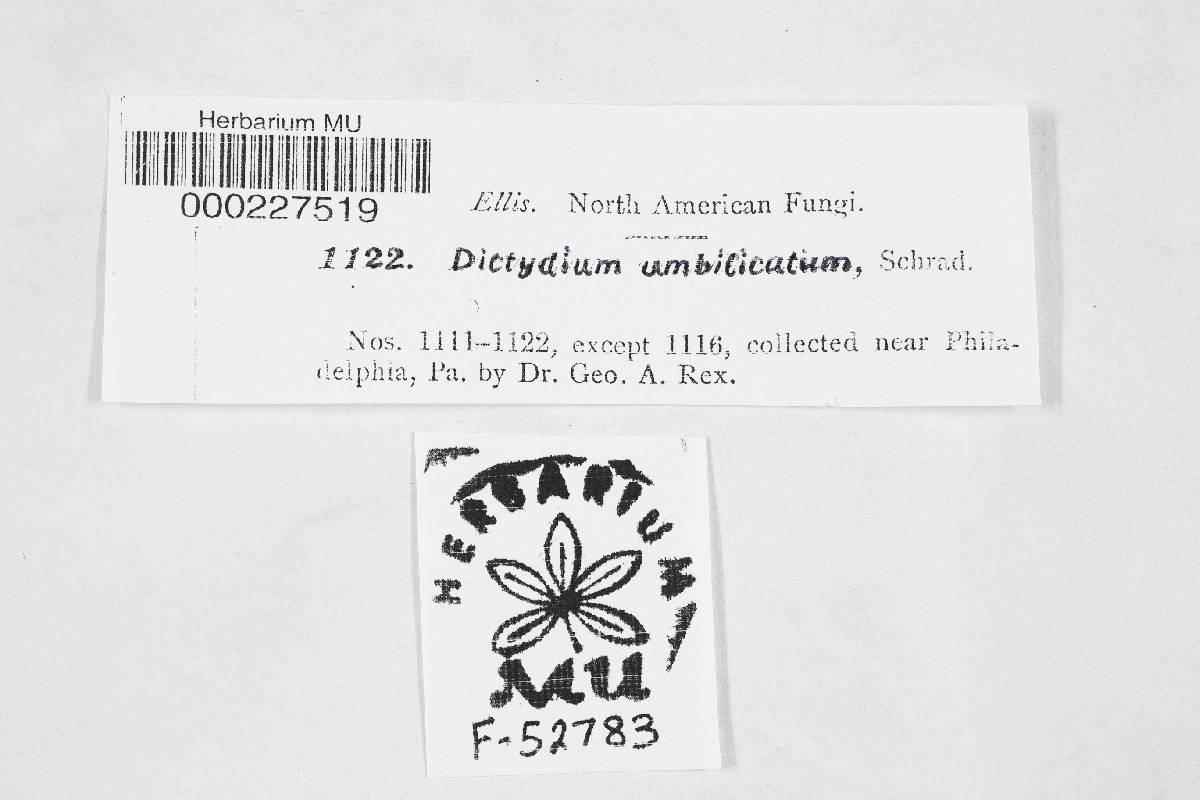 Herbarium MU
000227519
Ellis. North American Fungi.
1122. Dictydium umbilicatum, Schrad.
Nos. 1111–1122, except 1116, collected near Phila-
delphia, Pa. by Dr. Geo. A. Rex.
HERBARIUM
MU
F-52783